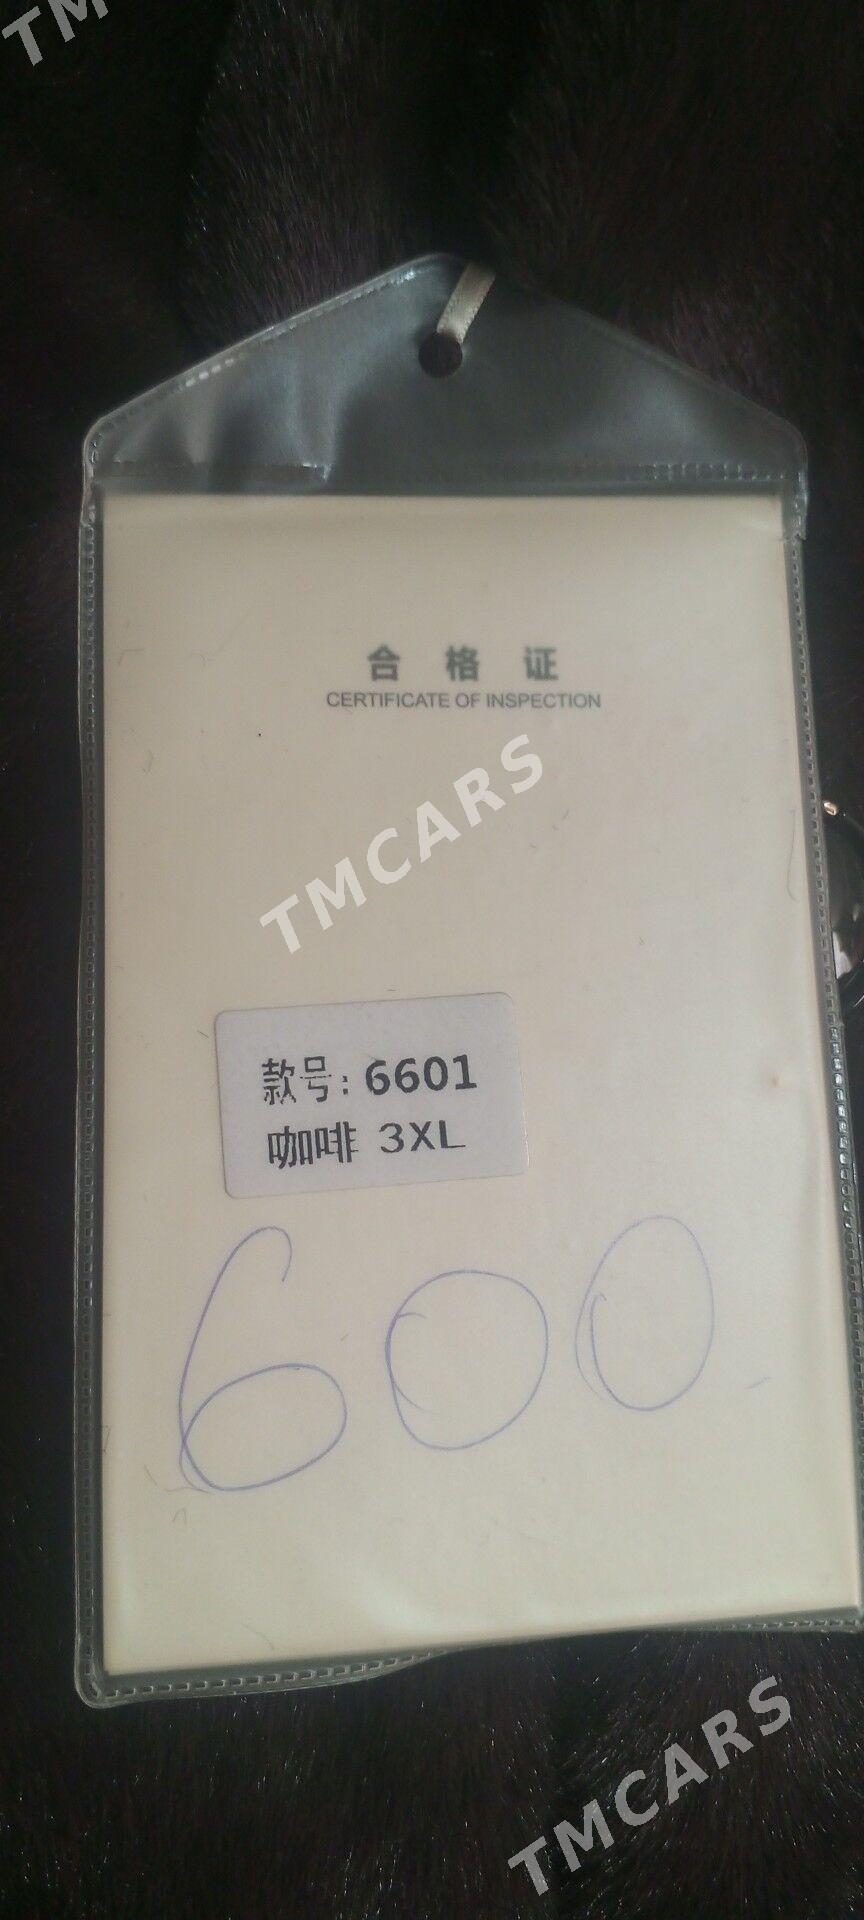 TM
合格证
CERTIFICATE OF INSPECTION
TMCARS
款号: 6601
咖啡 3XL
600
TMCARS